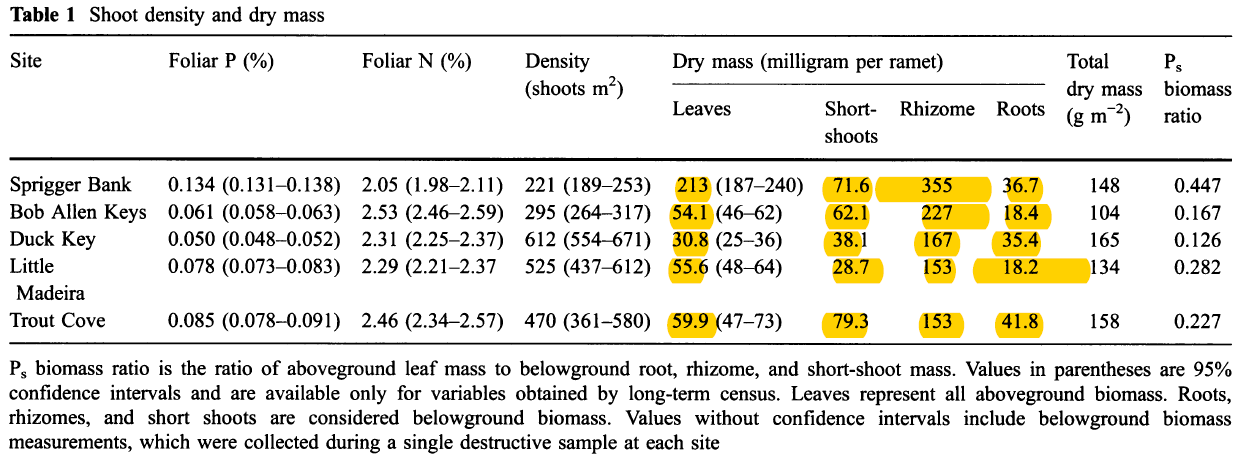 Table 1 Shoot density and dry mass
Site Foliar P (%) Foliar N (%) Density Dry mass (milligram per ramet) Total Ps
(shoots m2) dry mass biomass
Leaves Short- Rhizome Roots (g m−2) ratio
shoots
Sprigger Bank 0.134 (0.131–0.138) 2.05 (1.98–2.11) 221 (189–253) 213 (187–240) 71.6 355 36.7 148 0.447
Bob Allen Keys 0.061 (0.058–0.063) 2.53 (2.46–2.59) 295 (264–317) 54.1 (46–62) 62.1 227 18.4 104 0.167
Duck Key 0.050 (0.048–0.052) 2.31 (2.25–2.37) 612 (554–671) 30.8 (25–36) 38.1 167 35.4 165 0.126
Little 0.078 (0.073–0.083) 2.29 (2.21–2.37 525 (437–612) 55.6 (48–64) 28.7 153 18.2 134 0.282
Madeira
Trout Cove 0.085 (0.078–0.091) 2.46 (2.34–2.57) 470 (361–580) 59.9 (47–73) 79.3 153 41.8 158 0.227
Ps biomass ratio is the ratio of aboveground leaf mass to belowground root, rhizome, and short-shoot mass. Values in parentheses are 95%
confidence intervals and are available only for variables obtained by long-term census. Leaves represent all aboveground biomass. Roots,
rhizomes, and short shoots are considered belowground biomass. Values without confidence intervals include belowground biomass
measurements, which were collected during a single destructive sample at each site